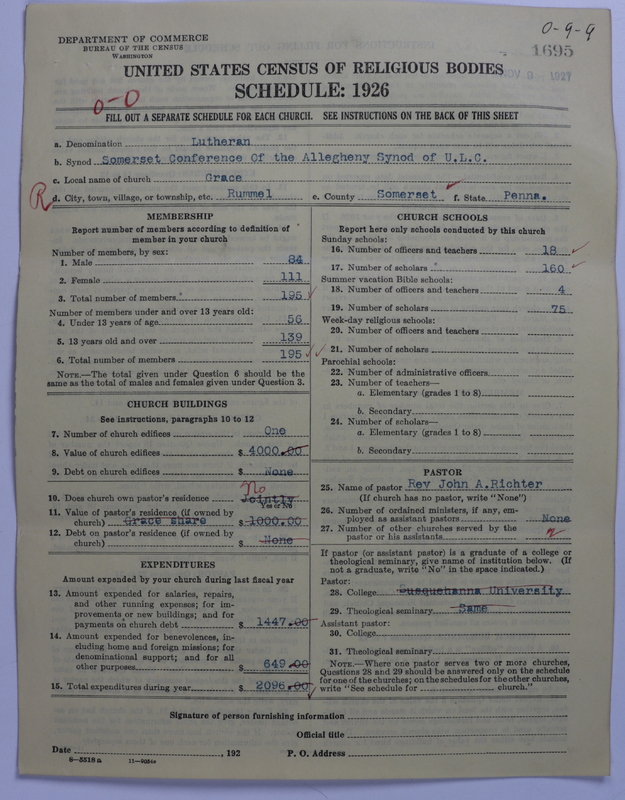 0-9-9
DEPARTMENT OF COMMERCE
BUREAU OF THE CENSUS
WASHINGTON
1695
1927
UNITED STATES CENSUS OF RELIGIOUS BODIES
SCHEDULE: 1926
0-0
FILL OUT A SEPARATE SCHEDULE FOR EACH CHURCH. SEE INSTRUCTIONS ON THE BACK OF THIS SHEET
a. Denomination Lutheran
b. Synod Somerset Conference Of the Allegheny Synod of U.L.C.
c. Local name of church Grace
R d. City, town, village, or township, etc. Rummel e. County Somerset f. State Penna.
MEMBERSHIP
Report number of members according to definition of
member in your church
Number of members, by sex:
1. Male 84
2. Female 111
3. Total number of members 195
Number of members under and over 13 years old:
4. Under 13 years of age 56
5. 13 years old and over 139
6. Total number of members 195
NOTE.—The total given under Question 6 should be
same as the total of males and females given under Question 3.
CHURCH BUILDINGS
See instructions, paragraphs 10 to 12
7. Number of church edifices One
8. Value of church edifices $ 4000.00
9. Debt on church edifices $ None
No
10. Does church own pastor's residence Jointly
Yes or No
11. Value of pastor's residence (if owned by
church) Grace share $ 1000.00
12. Debt on pastor's residence (if owned by
church) $ None
EXPENDITURES
Amount expended by your church during last fiscal year
13. Amount expended for salaries, repairs,
and other running expenses; for im-
provements or new buildings; and for
payments on church debt $ 1447.00
14. Amount expended for benevolences, in-
cluding home and foreign missions; for
denominational support; and for all
other purposes $ 649.00
15. Total expenditures during year $ 2096.00
CHURCH SCHOOLS
Report here only schools conducted by this church
Sunday schools:
16. Number of officers and teachers 18
17. Number of scholars 160
Summer vacation Bible schools:
18. Number of officers and teachers 4
19. Number of scholars 75
Week-day religious schools:
20. Number of officers and teachers
21. Number of scholars
Parochial schools:
22. Number of administrative officers
23. Number of teachers—
a. Elementary (grades 1 to 8)
b. Secondary
24. Number of scholars—
a. Elementary (grades 1 to 8)
b. Secondary
PASTOR
25. Name of pastor Rev John A.Richter
(If church has no pastor, write "None")
26. Number of ordained ministers, if any, em-
ployed as assistant pastors None
27. Number of other churches served by the
pastor or his assistants
If pastor (or assistant pastor) is a graduate of a college or
theological seminary, give name of institution below. (If
not a graduate, write "No" in the space indicated.)
Pastor:
28. College Susquehanna University
29. Theological seminary Same
Assistant pastor:
30. College
31. Theological seminary
NOTE.—Where one pastor serves two or more churches,
Questions 28 and 29 should be answered only on the schedule
for one of the churches; on the schedules for the other churches,
write "See schedule for church."
Signature of person furnishing information
Official title
Date , 192 P. O. Address
8—5518 a 11—9054a